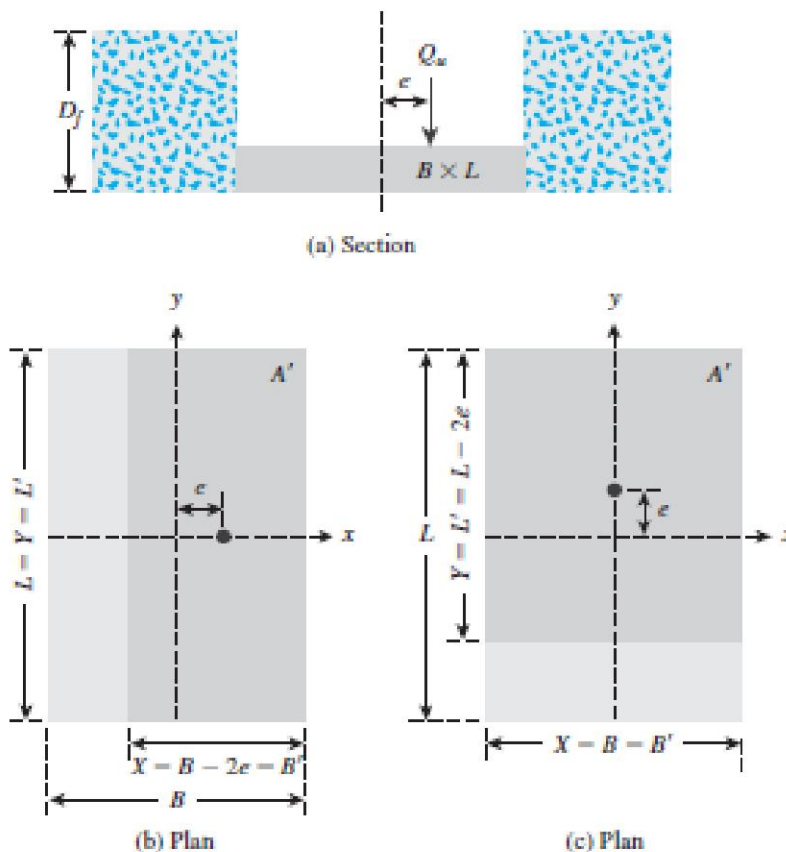 Q_u
e
D_f
B × L
(a) Section
y
y
A′
A′
e
e
x
L = Y = L′
L
Y = L′ = L − 2e
X = B − 2e = B′
X = B = B′
B
(b) Plan
(c) Plan